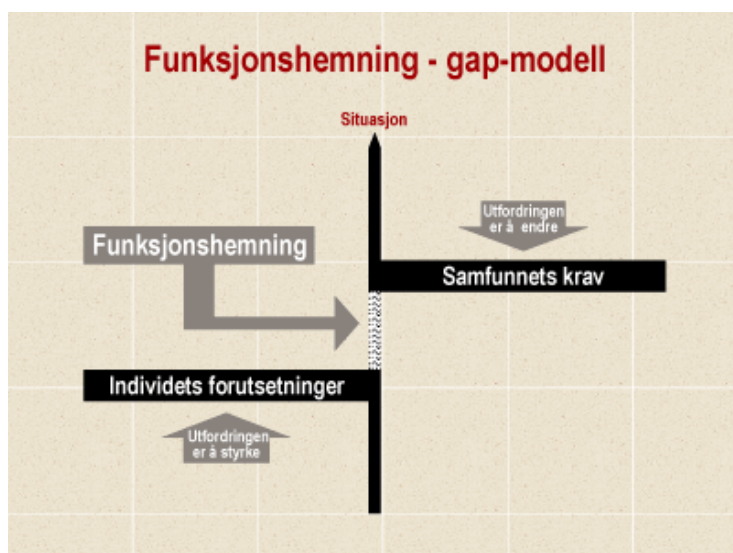 Funksjonshemning - gap-modell
Situasjon
Utfordringen
er å endre
Funksjonshemning
Samfunnets krav
Individets forutsetninger
Utfordringen
er å styrke